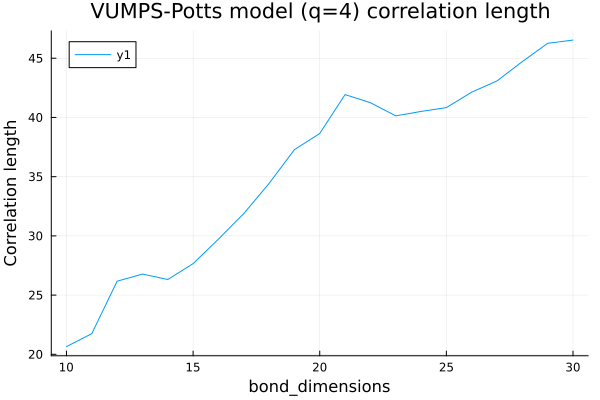 VUMPS-Potts model (q=4) correlation length
y1
Correlation length
45
40
35
30
25
20
10
15
20
25
30
bond_dimensions